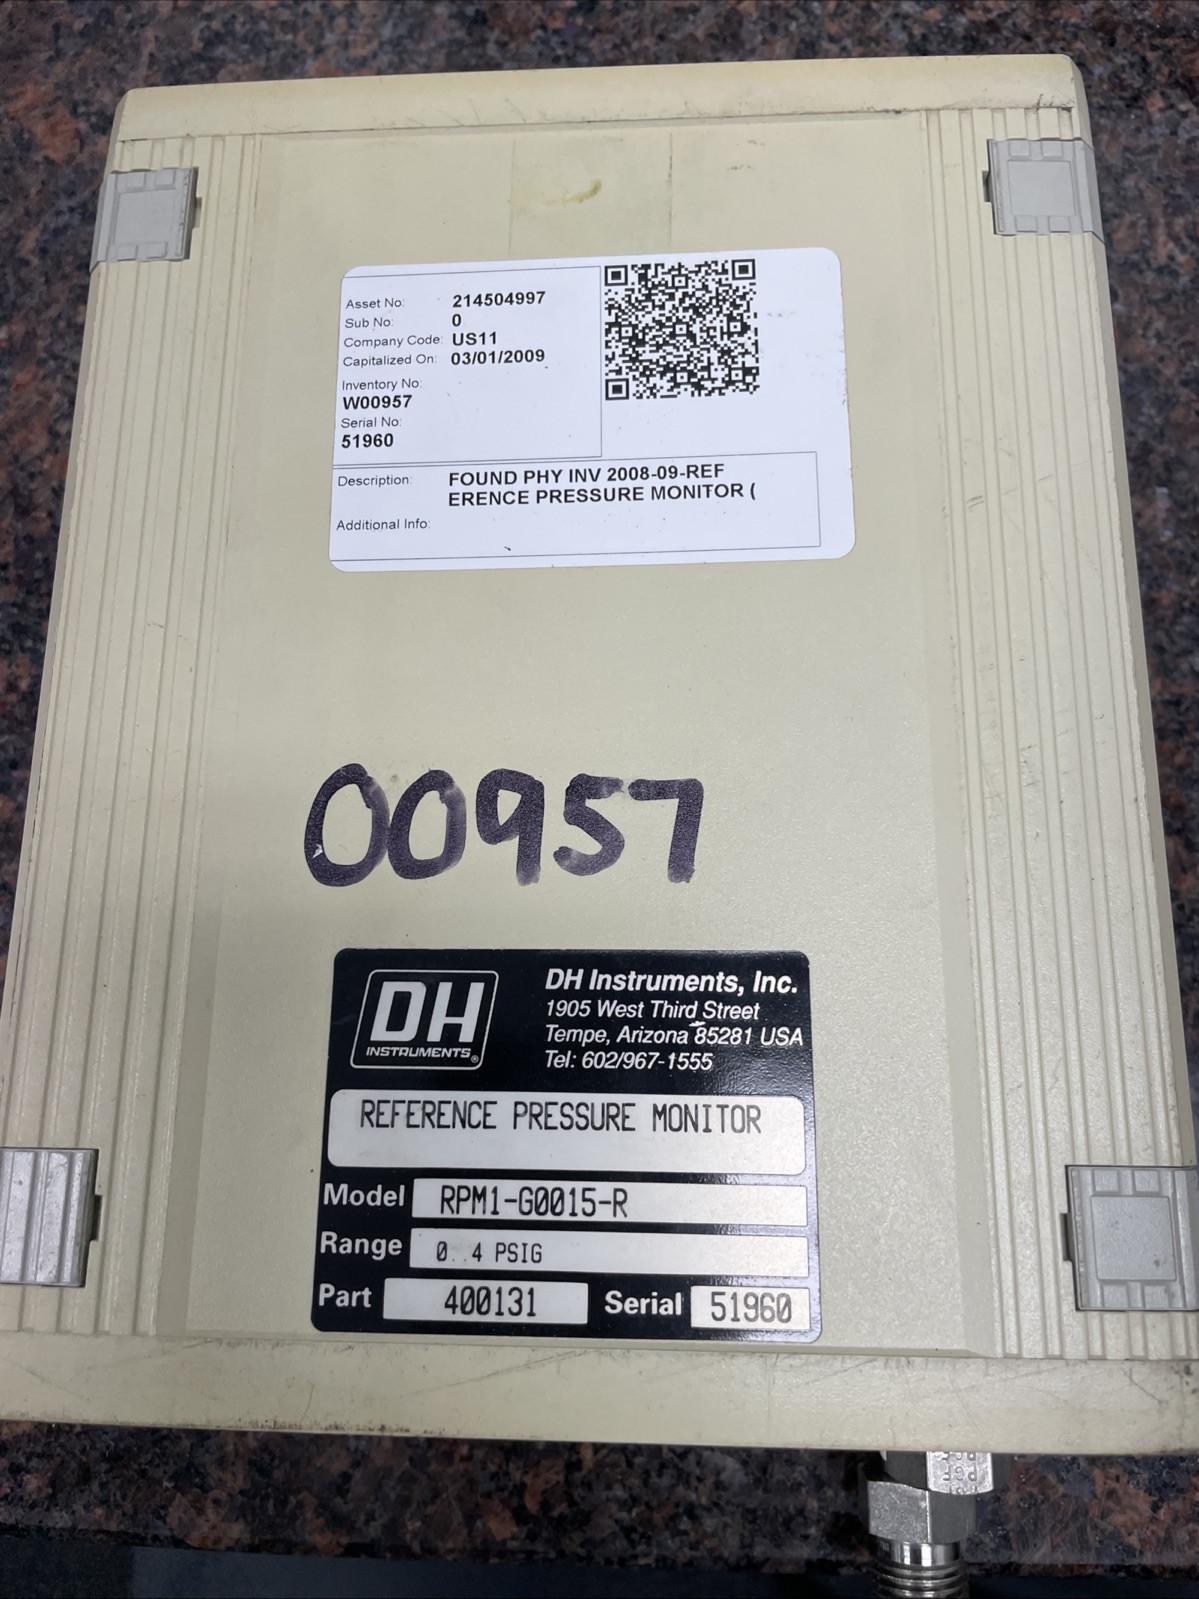 Asset No: 214504997
Sub No: 0
Company Code: US11
Capitalized On: 03/01/2009
Inventory No:
W00957
Serial No:
51960
Description: FOUND PHY INV 2008-09-REF
ERENCE PRESSURE MONITOR (
Additional Info:
00957
DH
INSTRUMENTS®
DH Instruments, Inc.
1905 West Third Street
Tempe, Arizona 85281 USA
Tel: 602/967-1555
REFERENCE PRESSURE MONITOR
Model RPM1-G0015-R
Range 0..4 PSIG
Part 400131 Serial 51960